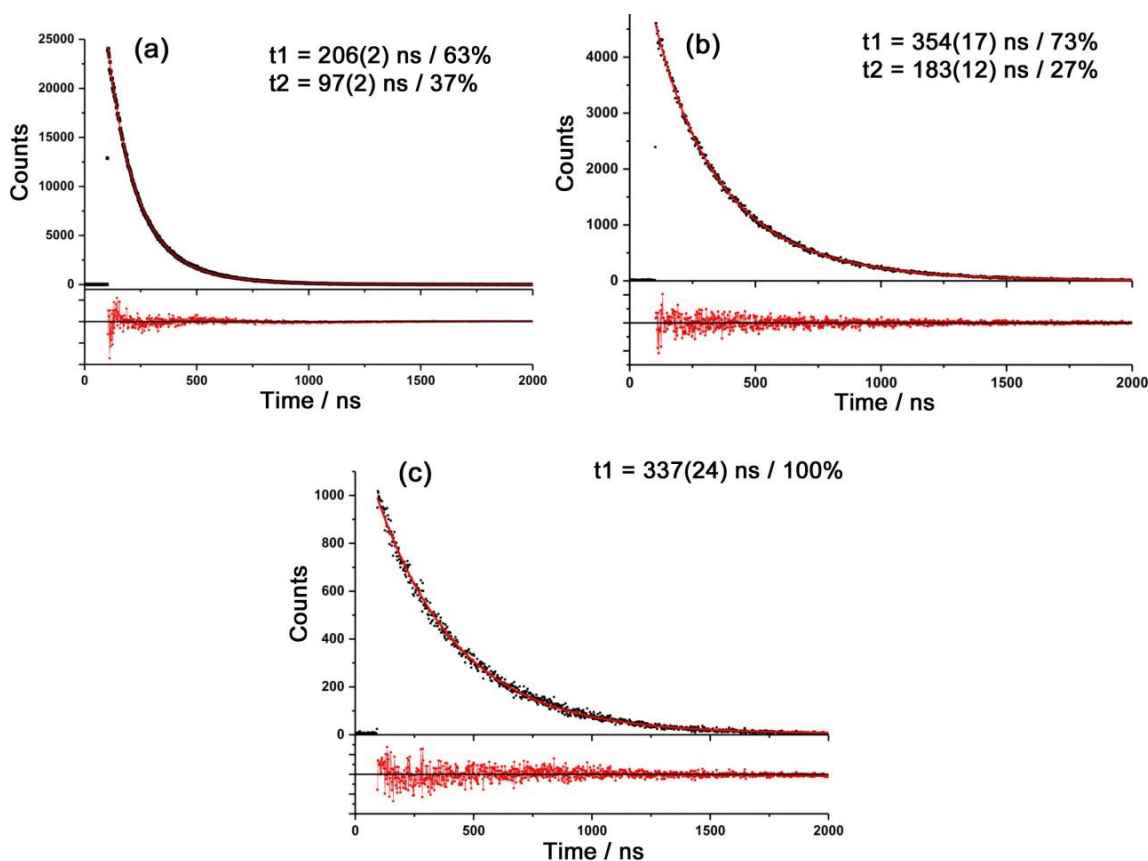 (a)
t1 = 206(2) ns / 63%
t2 = 97(2) ns / 37%
25000
20000
15000
10000
5000
0
Counts
0 500 1000 1500 2000
Time / ns
(b)
t1 = 354(17) ns / 73%
t2 = 183(12) ns / 27%
4000
3000
2000
1000
0
Counts
0 500 1000 1500 2000
Time / ns
(c)
t1 = 337(24) ns / 100%
1000
800
600
400
200
0
Counts
0 500 1000 1500 2000
Time / ns